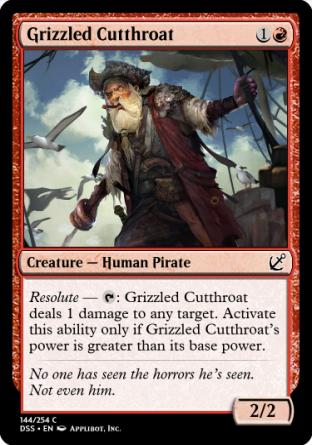 Grizzled Cutthroat 1
Creature — Human Pirate
Resolute — : Grizzled Cutthroat
deals 1 damage to any target. Activate
this ability only if Grizzled Cutthroat's
power is greater than its base power.
No one has seen the horrors he's seen.
Not even him.
2/2
144/254 C
DSS • EN Applibot, Inc.